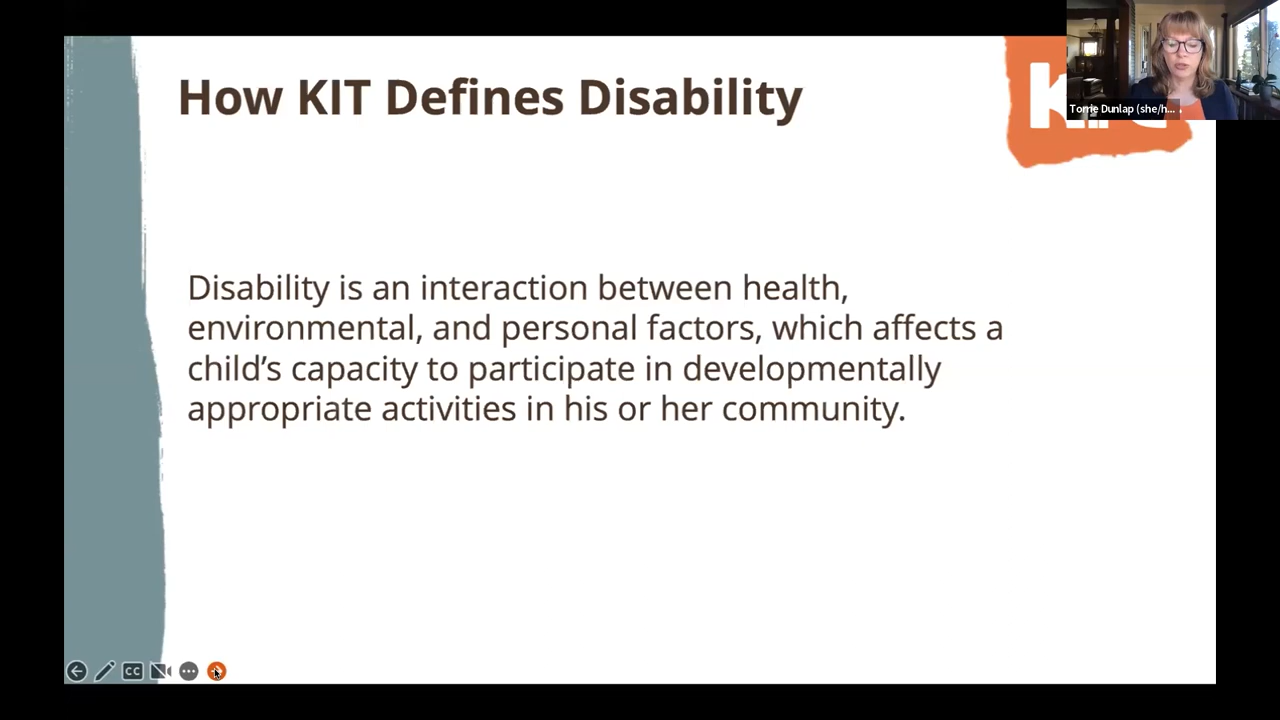 How KIT Defines Disability
Torrie Dunlap (she/h...
Disability is an interaction between health,
environmental, and personal factors, which affects a
child’s capacity to participate in developmentally
appropriate activities in his or her community.
CC